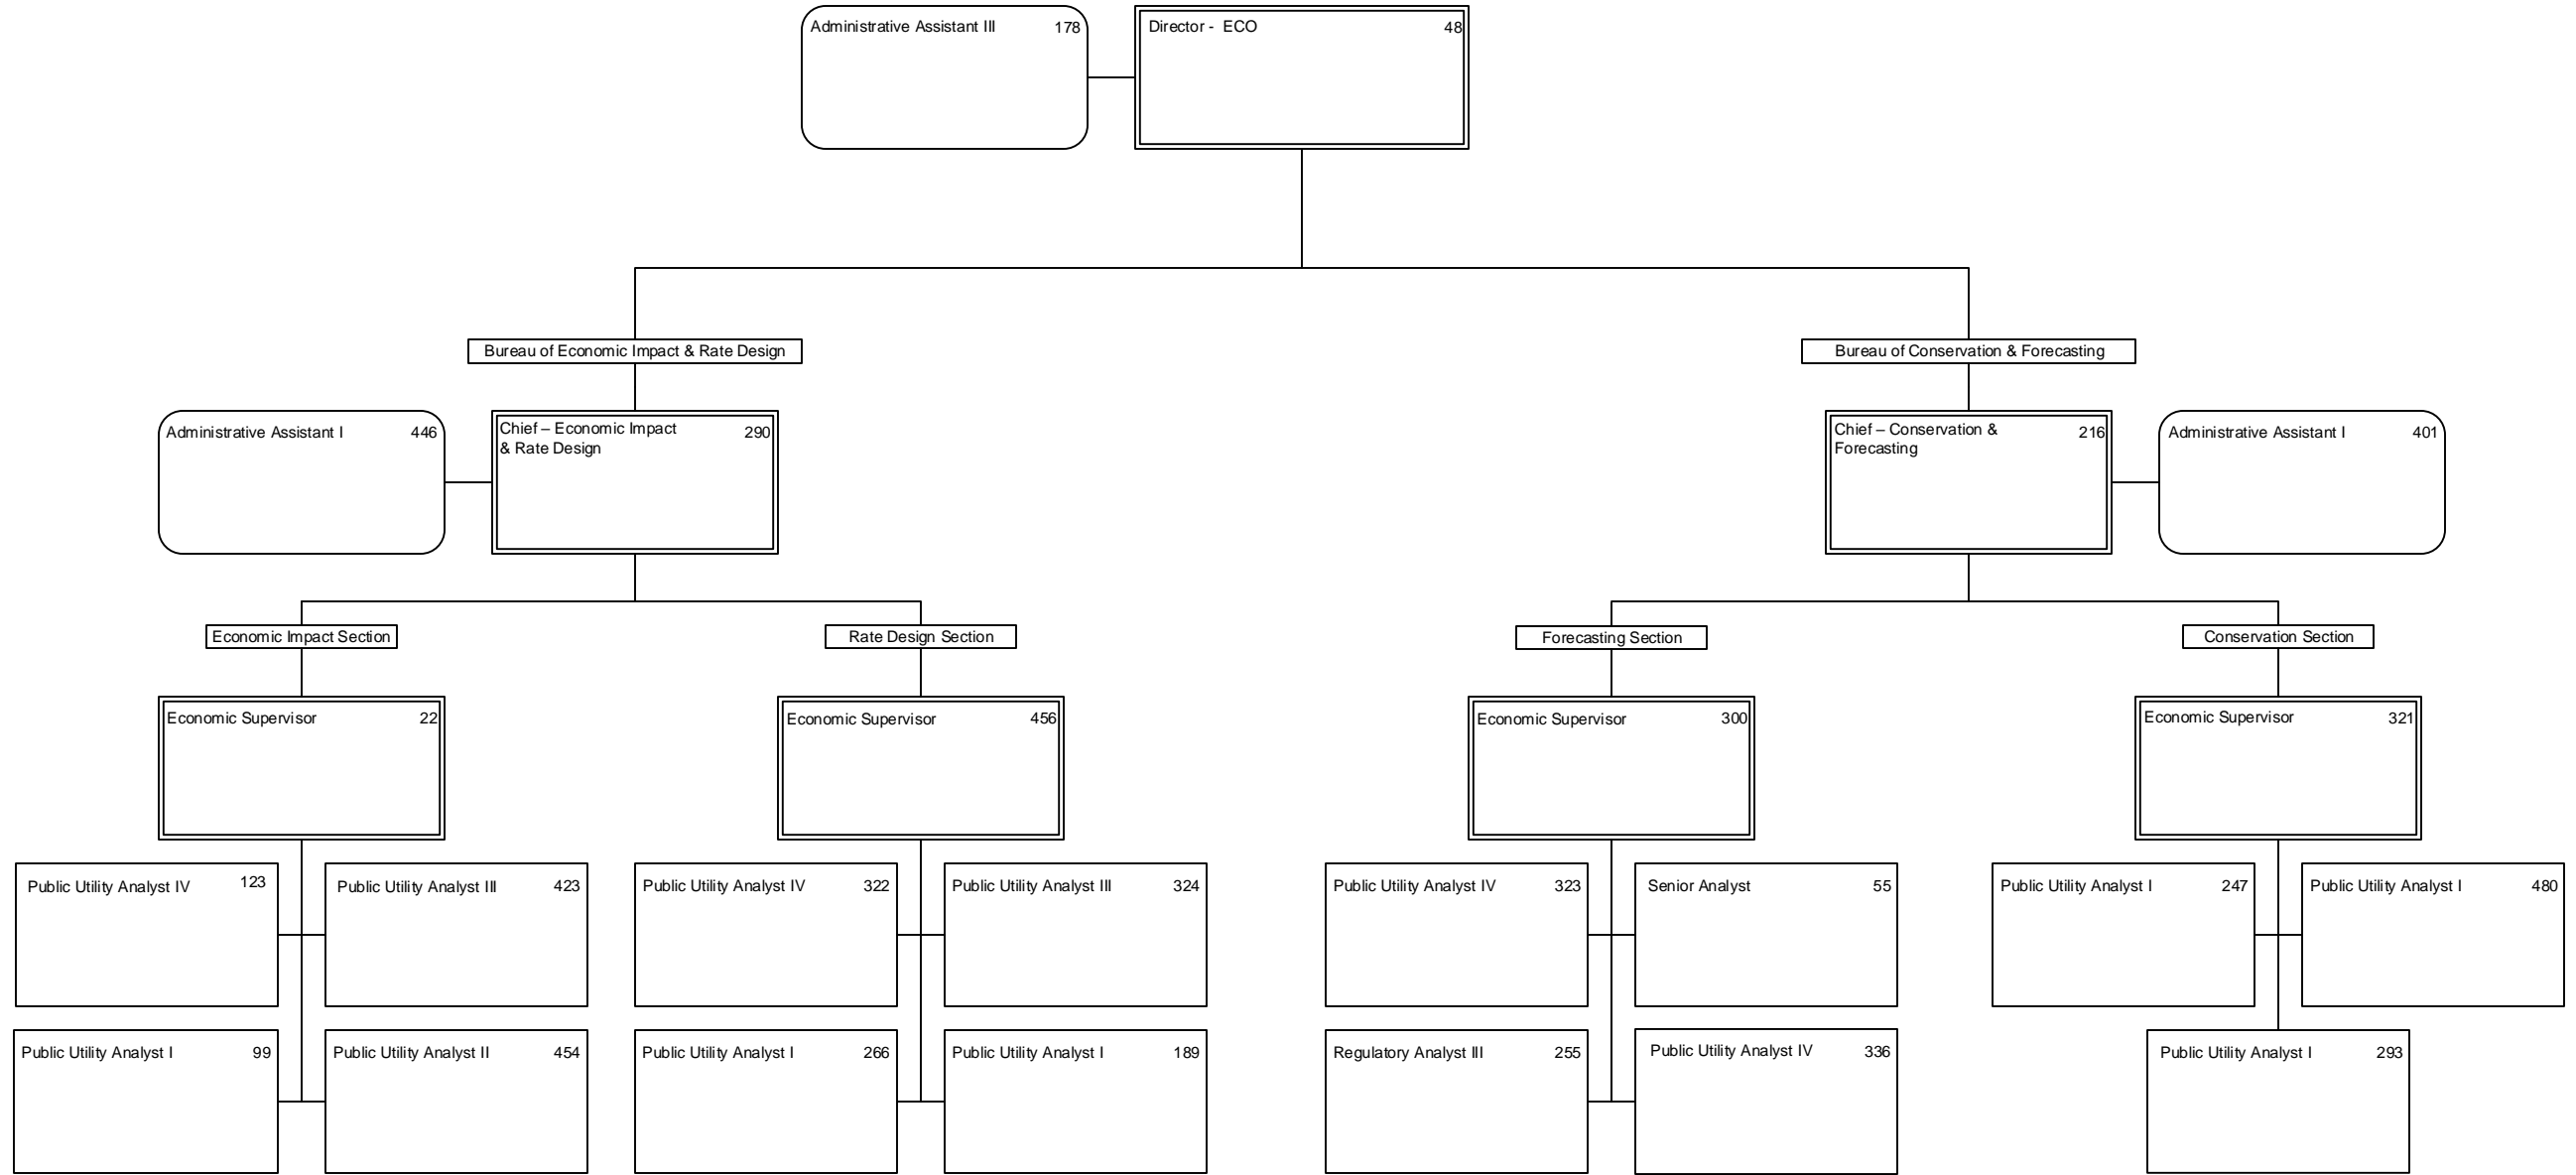 Administrative Assistant III 178
Director - ECO 48
Bureau of Economic Impact & Rate Design
Bureau of Conservation & Forecasting
Administrative Assistant I 446
Chief – Economic Impact 290
& Rate Design
Chief – Conservation & 216
Forecasting
Administrative Assistant I 401
Economic Impact Section
Rate Design Section
Forecasting Section
Conservation Section
Economic Supervisor 22
Economic Supervisor 456
Economic Supervisor 300
Economic Supervisor 321
Public Utility Analyst IV 123
Public Utility Analyst III 423
Public Utility Analyst IV 322
Public Utility Analyst III 324
Public Utility Analyst IV 323
Senior Analyst 55
Public Utility Analyst I 247
Public Utility Analyst I 480
Public Utility Analyst I 99
Public Utility Analyst II 454
Public Utility Analyst I 266
Public Utility Analyst I 189
Regulatory Analyst III 255
Public Utility Analyst IV 336
Public Utility Analyst I 293